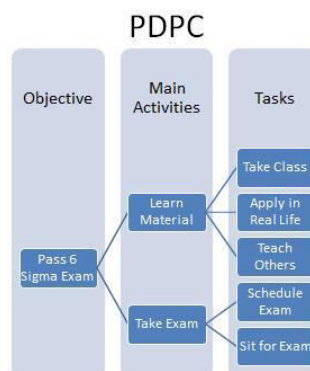 PDPC
Objective
Main
Activities
Tasks
Pass 6
Sigma Exam
Learn
Material
Take Exam
Take Class
Apply in
Real Life
Teach
Others
Schedule
Exam
Sit for Exam